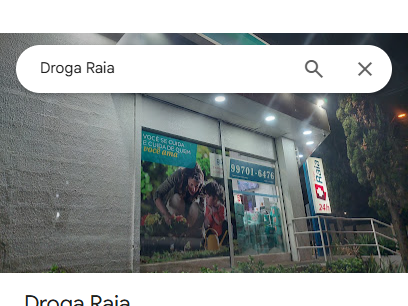 Droga Raia
VOCÊ SE CUIDA
E CUIDA DE QUEM
você ama
99701-6476
Raia
24h
Droga Raia